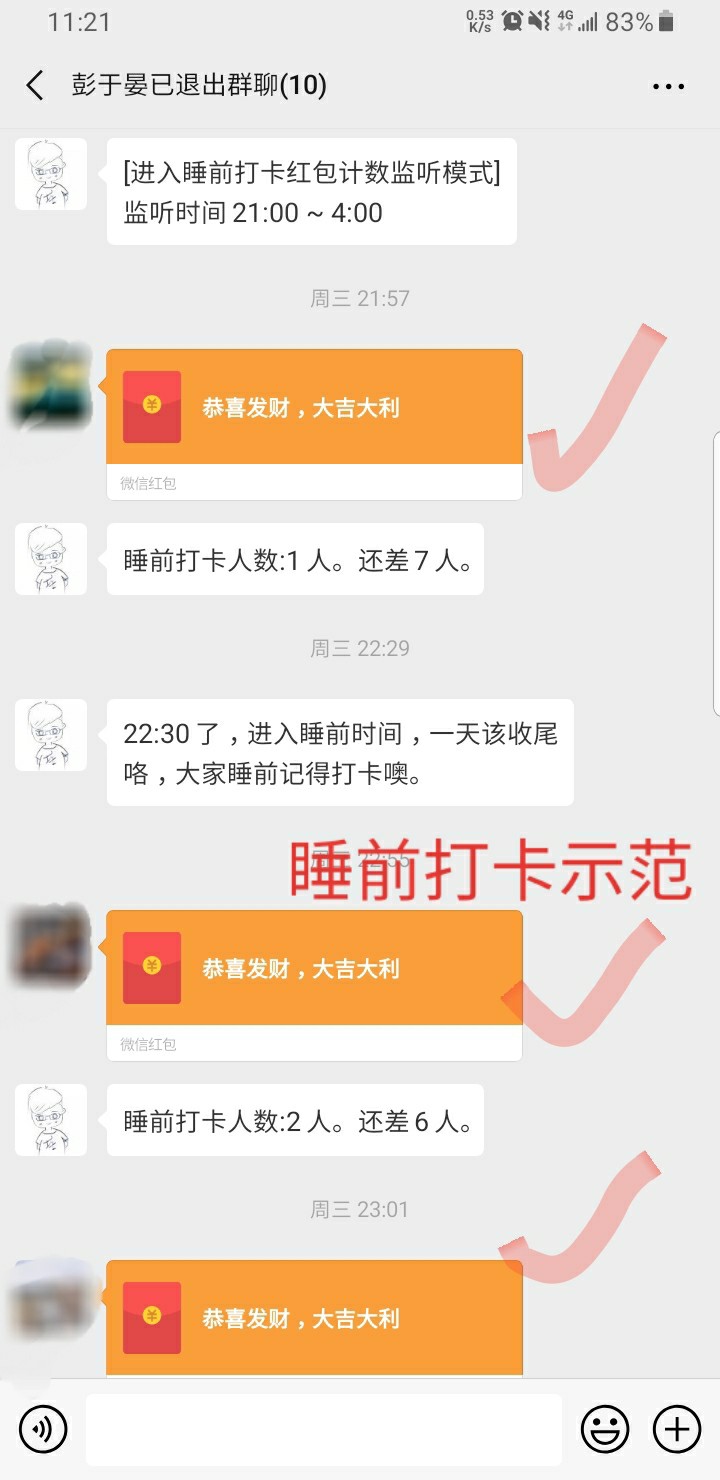 11:21
0.53
K/s
4G
83%
彭于晏已退出群聊(10)
[进入睡前打卡红包计数监听模式]
监听时间 21:00 ~ 4:00
周三 21:57
恭喜发财，大吉大利
微信红包
睡前打卡人数:1 人。还差 7 人。
周三 22:29
22:30 了，进入睡前时间，一天该收尾
咯，大家睡前记得打卡噢。
周三 22:55
睡前打卡示范
恭喜发财，大吉大利
微信红包
睡前打卡人数:2 人。还差 6 人。
周三 23:01
恭喜发财，大吉大利